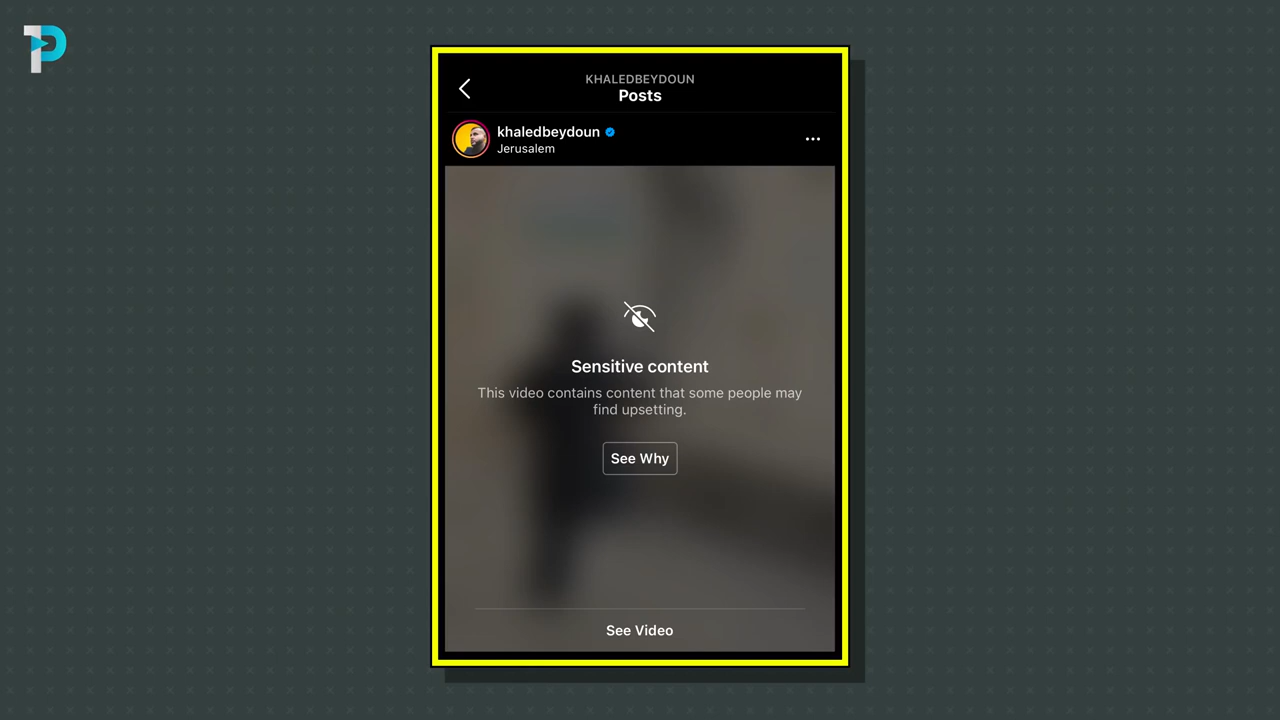 KHALEDBEYDOUN
Posts
khaledbeydoun
Jerusalem
Sensitive content
This video contains content that some people may
find upsetting.
See Why
See Video